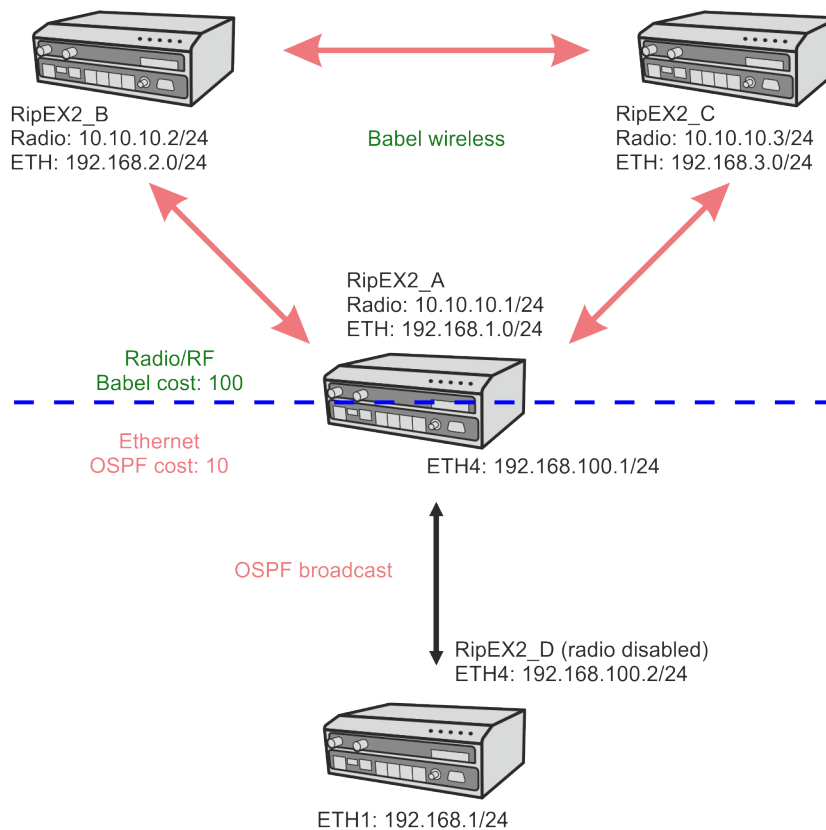 RipEX2_B
Radio: 10.10.10.2/24
ETH: 192.168.2.0/24
Babel wireless
RipEX2_C
Radio: 10.10.10.3/24
ETH: 192.168.3.0/24
RipEX2_A
Radio: 10.10.10.1/24
ETH: 192.168.1.0/24
Radio/RF
Babel cost: 100
Ethernet
OSPF cost: 10
ETH4: 192.168.100.1/24
OSPF broadcast
RipEX2_D (radio disabled)
ETH4: 192.168.100.2/24
ETH1: 192.168.1/24